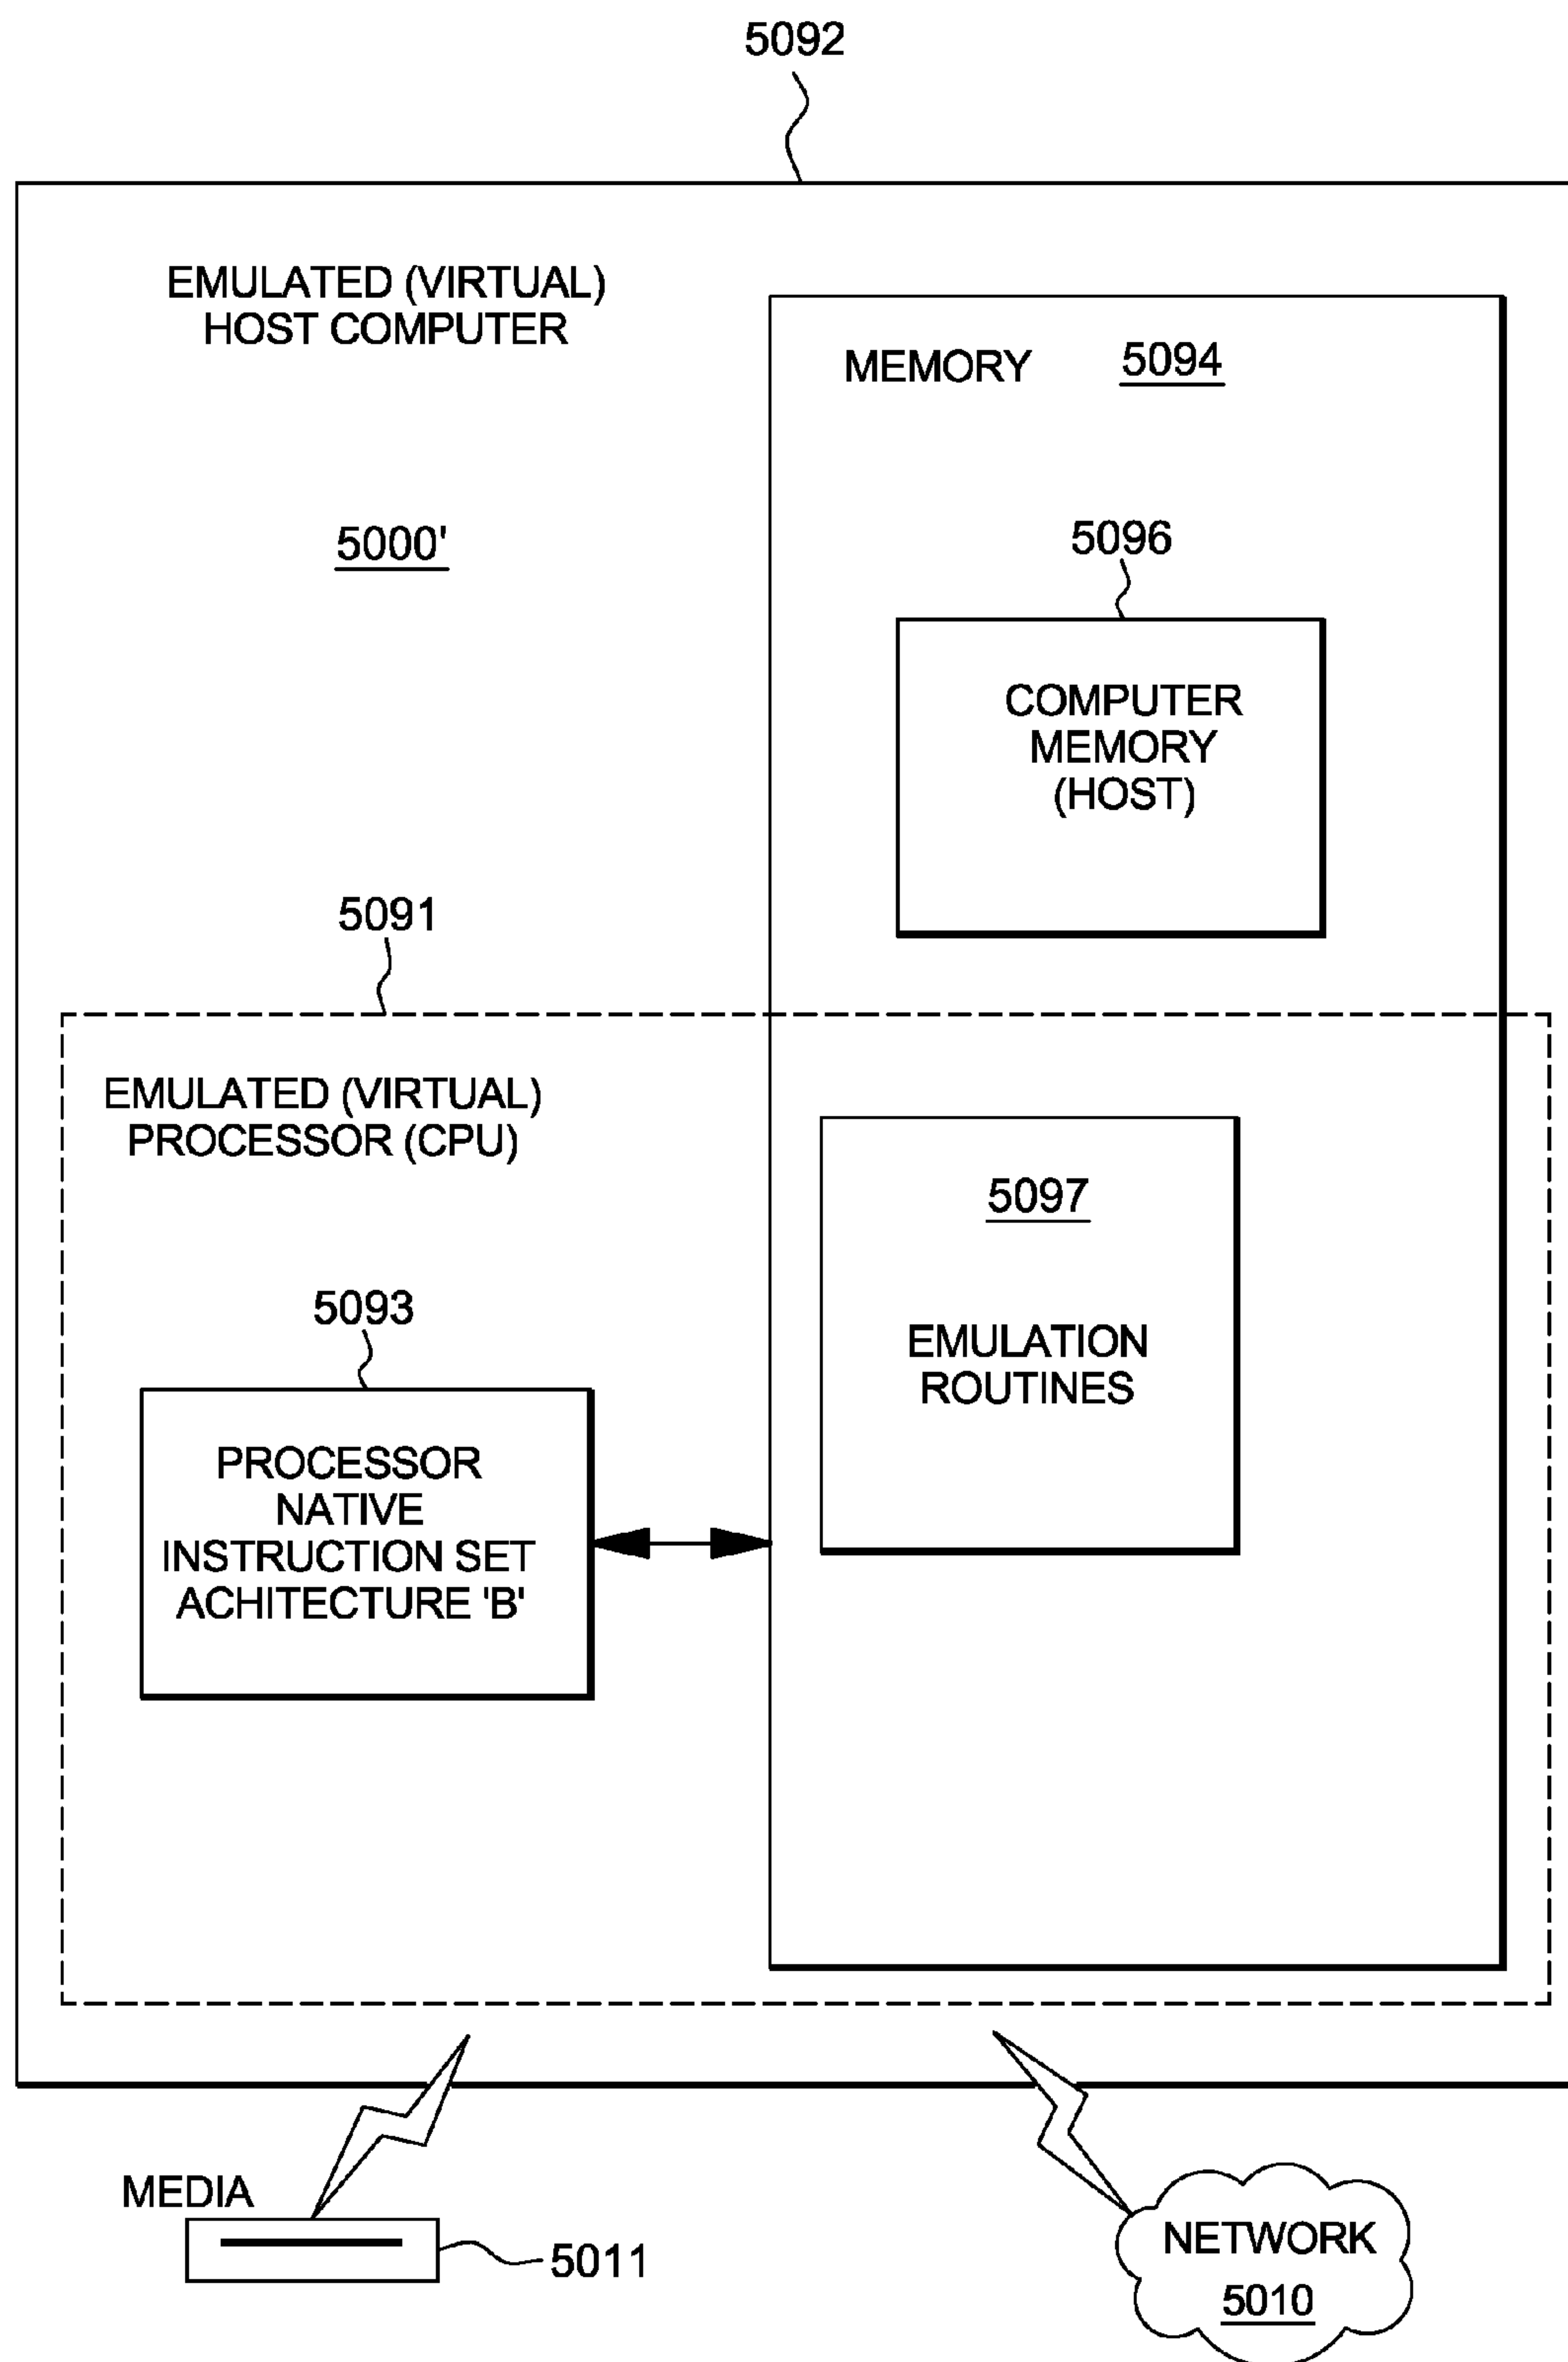 5092
EMULATED (VIRTUAL)
HOST COMPUTER
MEMORY 5094
5000'
5096
COMPUTER
MEMORY
(HOST)
5091
EMULATED (VIRTUAL)
PROCESSOR (CPU)
5097
EMULATION
ROUTINES
5093
PROCESSOR
NATIVE
INSTRUCTION SET
ACHITECTURE 'B'
MEDIA
5011
NETWORK
5010